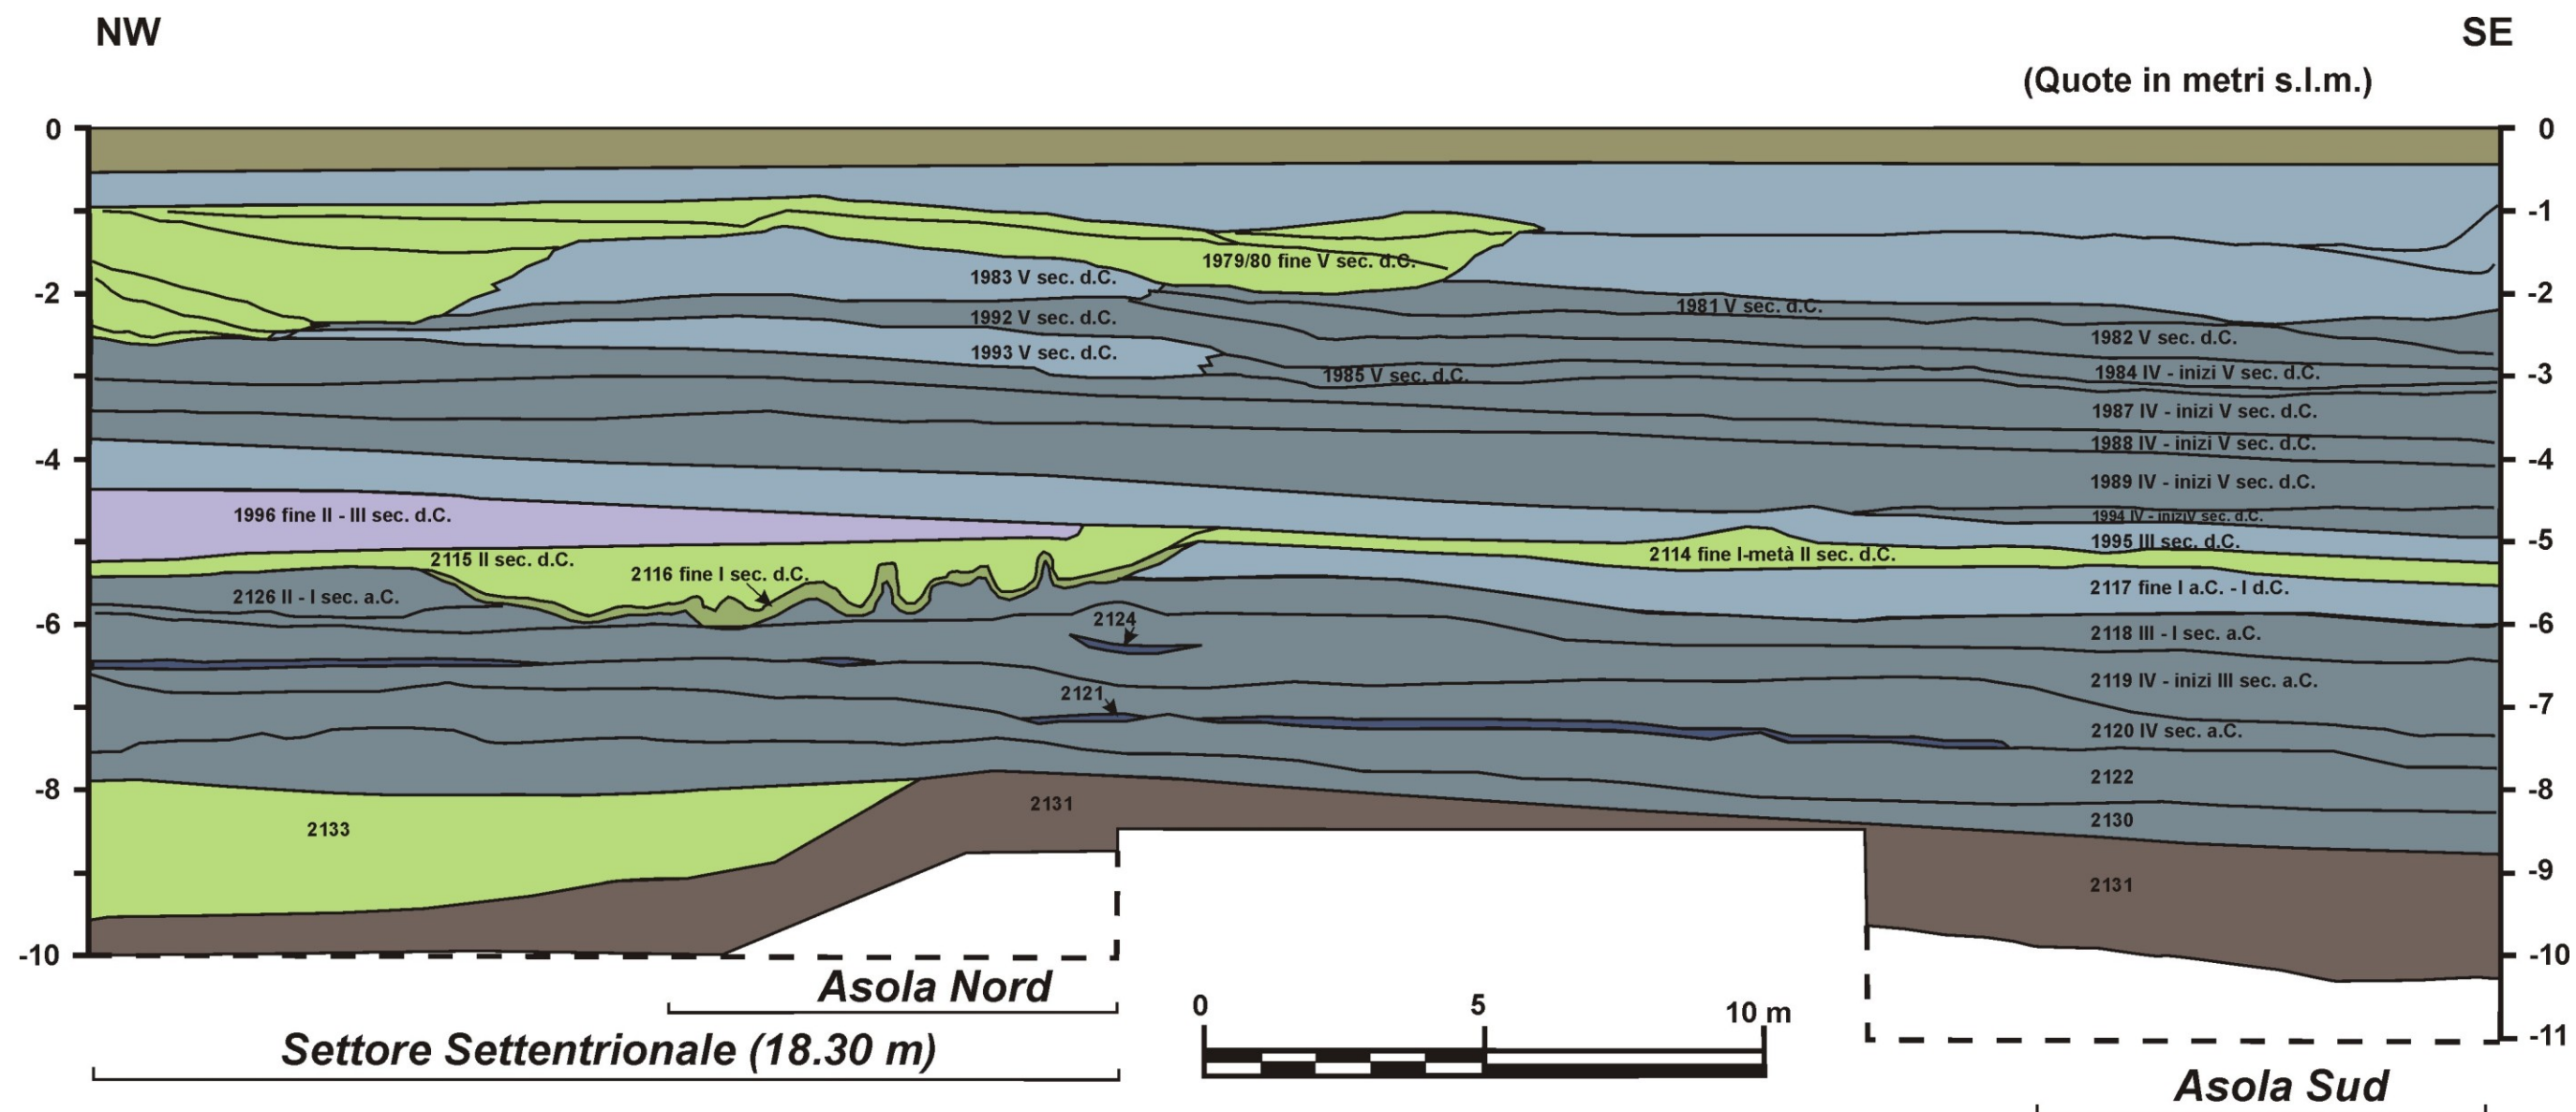 NW
SE
(Quote in metri s.l.m.)
0
0
-1
1979/80 fine V sec. d.C.
1983 V sec. d.C.
-2
-2
1981 V sec. d.C.
1992 V sec. d.C.
1982 V sec. d.C.
1993 V sec. d.C.
1985 V sec. d.C.
1984 IV - inizi V sec. d.C.
-3
1987 IV - inizi V sec. d.C.
1988 IV - inizi V sec. d.C.
-4
-4
1989 IV - inizi V sec. d.C.
1996 fine II - III sec. d.C.
1994 IV - iniziV sec. d.C.
1995 III sec. d.C.
-5
2115 II sec. d.C.
2114 fine I-metà II sec. d.C.
2116 fine I sec. d.C.
2117 fine I a.C. - I d.C.
2126 II - I sec. a.C.
-6
2124
-6
2118 III - I sec. a.C.
2119 IV - inizi III sec. a.C.
2121
-7
2120 IV sec. a.C.
2122
-8
-8
2131
2130
2133
-9
2131
-10
-10
Asola Nord
0
5
10 m
-11
Settore Settentrionale (18.30 m)
Asola Sud